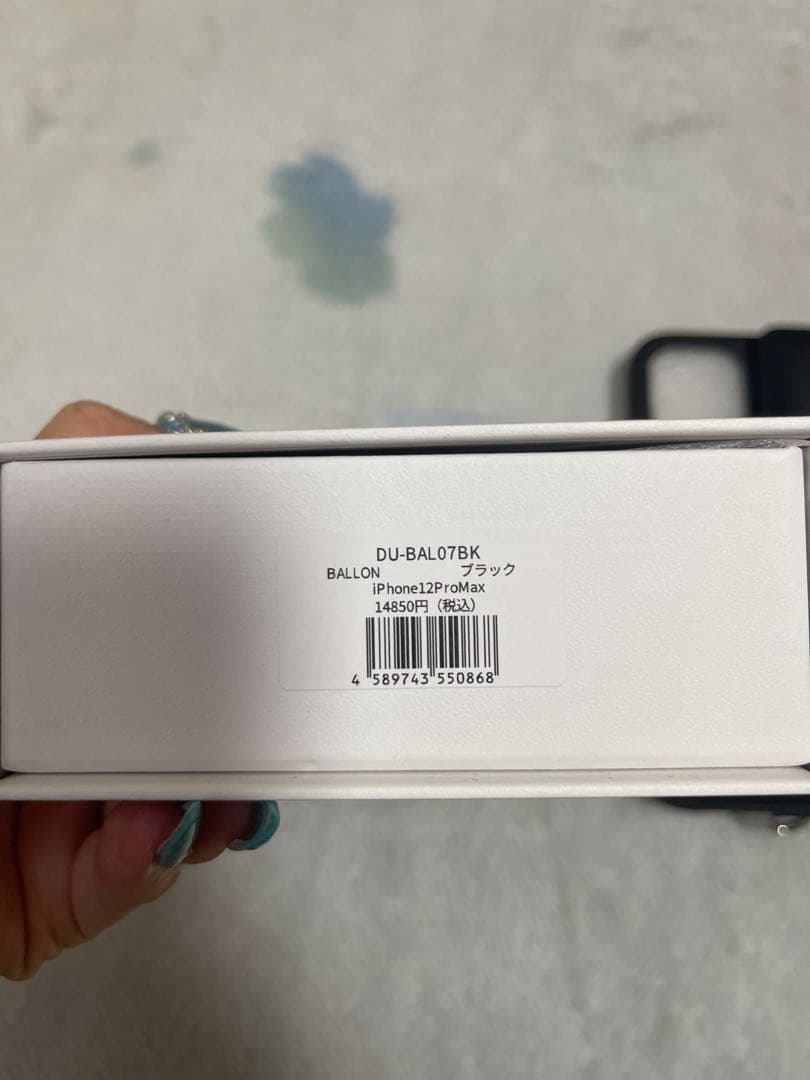 DU-BAL07BK
BALLON ブラック
iPhone12ProMax
14850円（税込）
4 589743 550868